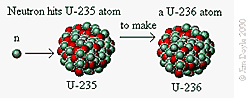 Neutron hits U-235 atom
to make
a U-236 atom
n
U-235
U-236
© Jim Doyle 2000